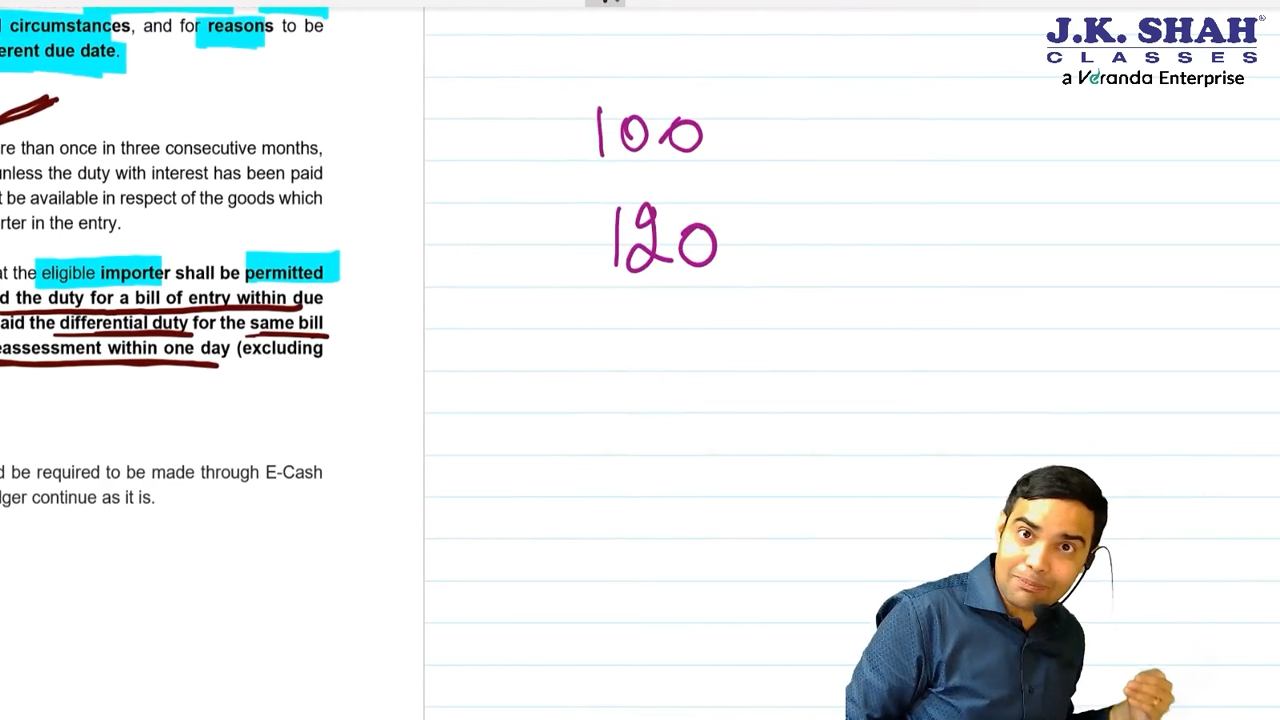 circumstances, and for reasons to be
erent due date.
re than once in three consecutive months,
nless the duty with interest has been paid
t be available in respect of the goods which
rter in the entry.
at the eligible importer shall be permitted
d the duty for a bill of entry within due
aid the differential duty for the same bill
eassessment within one day (excluding
d be required to be made through E-Cash
dger continue as it is.
100
120
J.K. SHAH®
CLASSES
a Veranda Enterprise